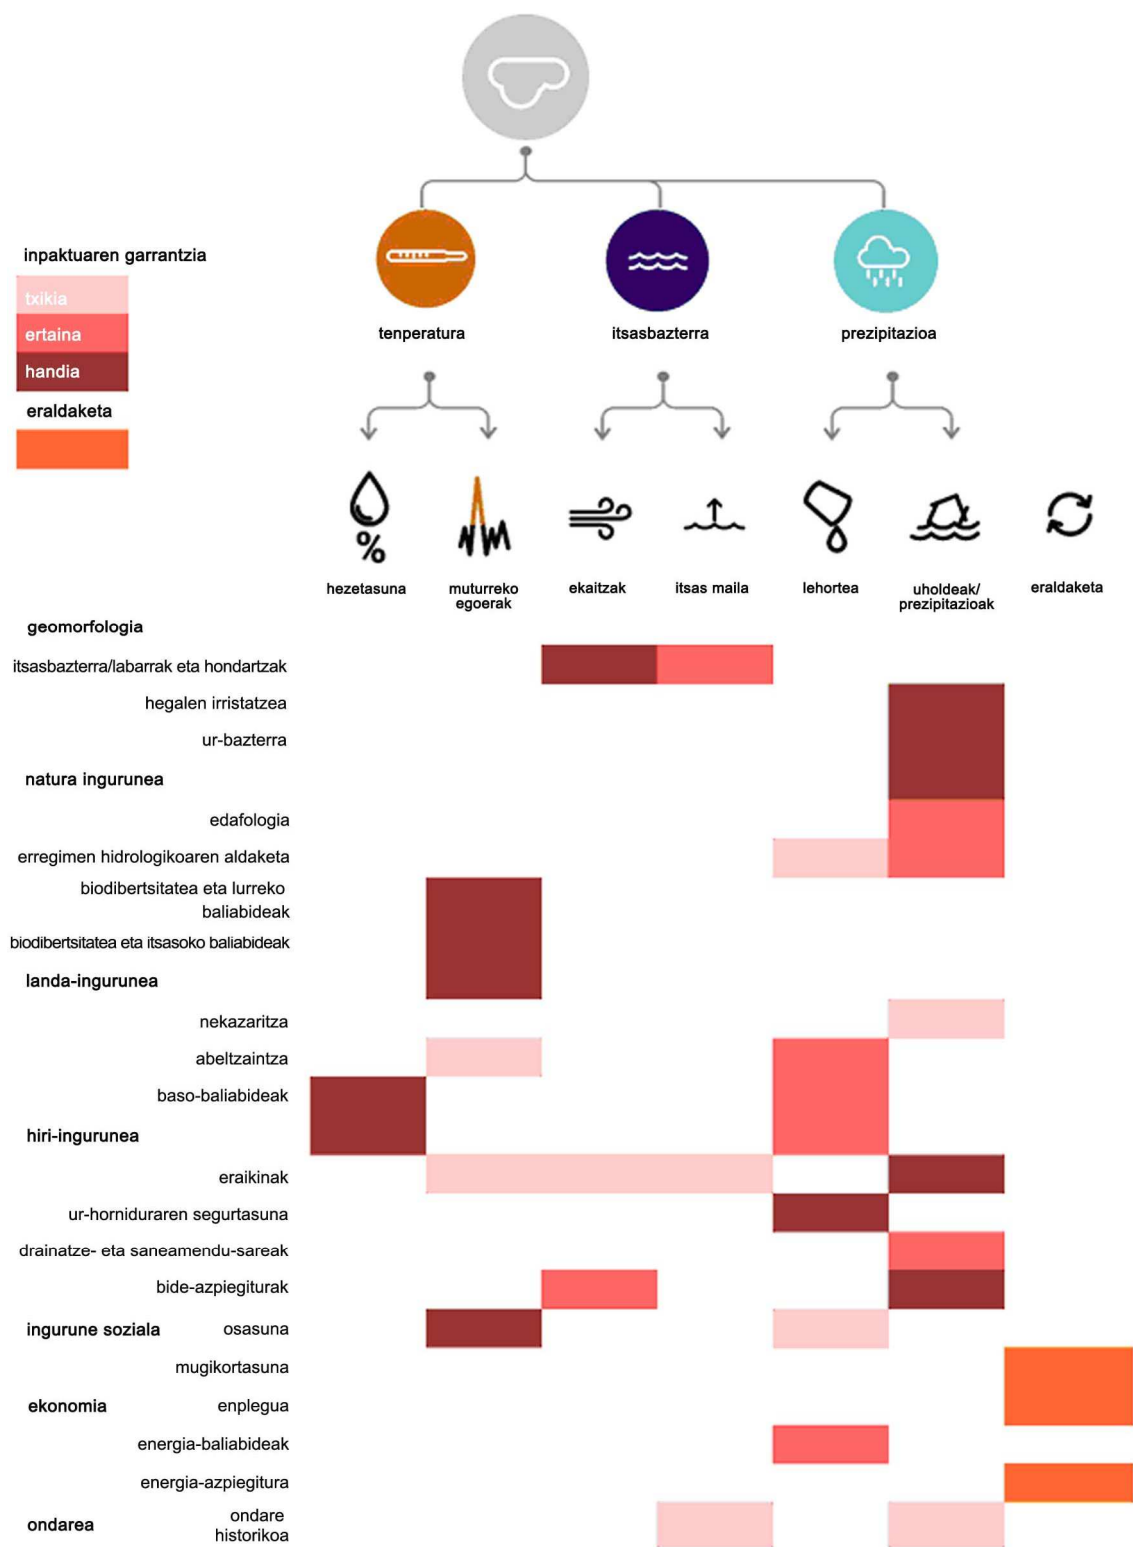 inpaktuaren garrantzia
txikia
ertaina
handia
eraldaketa
tenperatura
itsasbazterra
prezipitazioa
%
hezetasuna
muturreko
egoerak
ekaitzak
itsas maila
lehortea
uholdeak/
prezipitazioak
eraldaketa
geomorfologia
itsasbazterra/labarrak eta hondartzak
hegalen irristatzea
ur-bazterra
natura ingurunea
edafologia
erregimen hidrologikoaren aldaketa
biodibertsitatea eta lurreko
baliabideak
biodibertsitatea eta itsasoko baliabideak
landa-ingurunea
nekazaritza
abeltzaintza
baso-baliabideak
hiri-ingurunea
eraikinak
ur-horniduraren segurtasuna
drainatze- eta saneamendu-sareak
bide-azpiegiturak
ingurune soziala osasuna
mugikortasuna
ekonomia enplegua
energia-baliabideak
energia-azpiegitura
ondarea ondare
historikoa